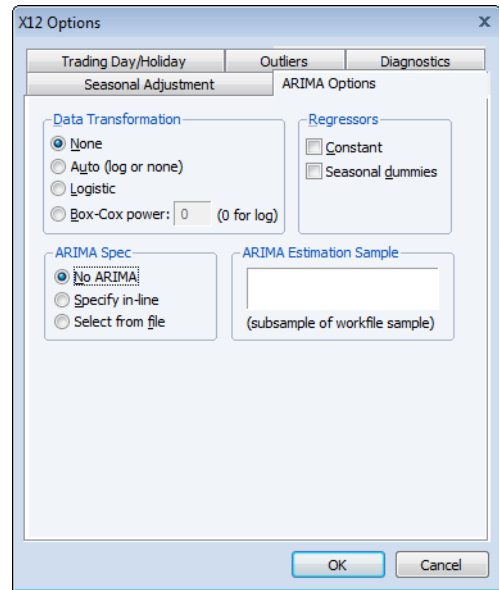 X12 Options
x
Trading Day/Holiday
Outliers
Diagnostics
Seasonal Adjustment
ARIMA Options
Data Transformation
None
Auto (log or none)
Logistic
Box-Cox power: 0 (0 for log)
Regressors
Constant
Seasonal dummies
ARIMA Spec
No ARIMA
Specify in-line
Select from file
ARIMA Estimation Sample
(subsample of workfile sample)
OK
Cancel